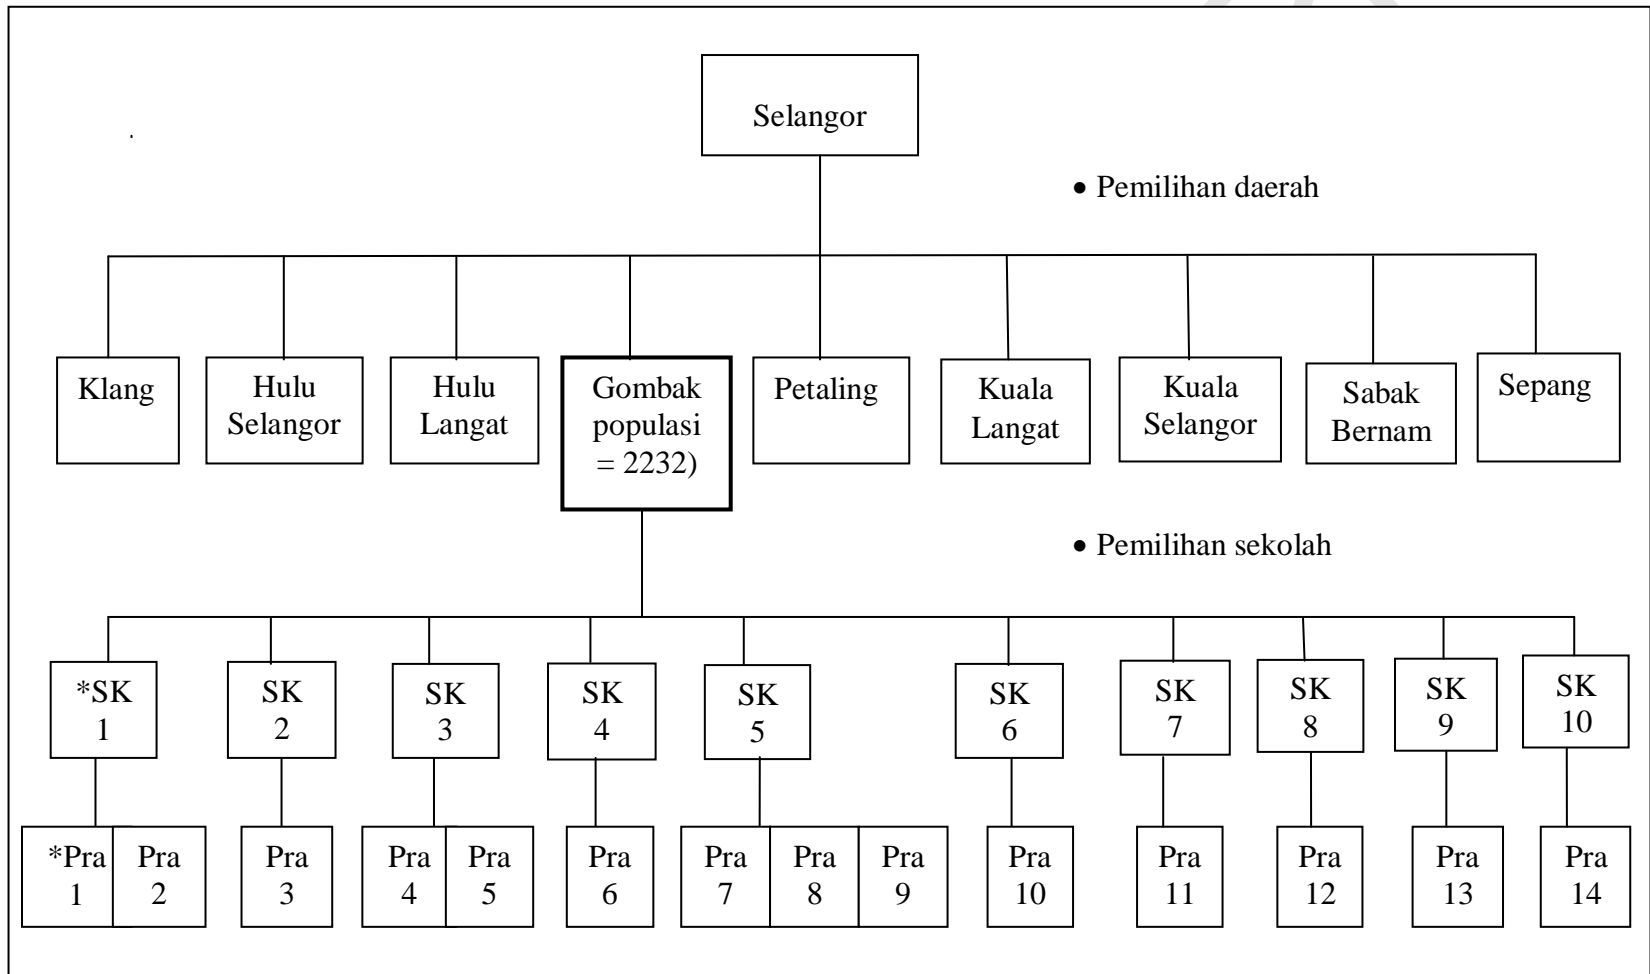 Selangor
• Pemilihan daerah
Klang
Hulu
Selangor
Hulu
Langat
Gombak
populasi
= 2232)
Petaling
Kuala
Langat
Kuala
Selangor
Sabak
Bernam
Sepang
• Pemilihan sekolah
*SK
1
SK
2
SK
3
SK
4
SK
5
SK
6
SK
7
SK
8
SK
9
SK
10
*Pra
1
Pra
2
Pra
3
Pra
4
Pra
5
Pra
6
Pra
7
Pra
8
Pra
9
Pra
10
Pra
11
Pra
12
Pra
13
Pra
14